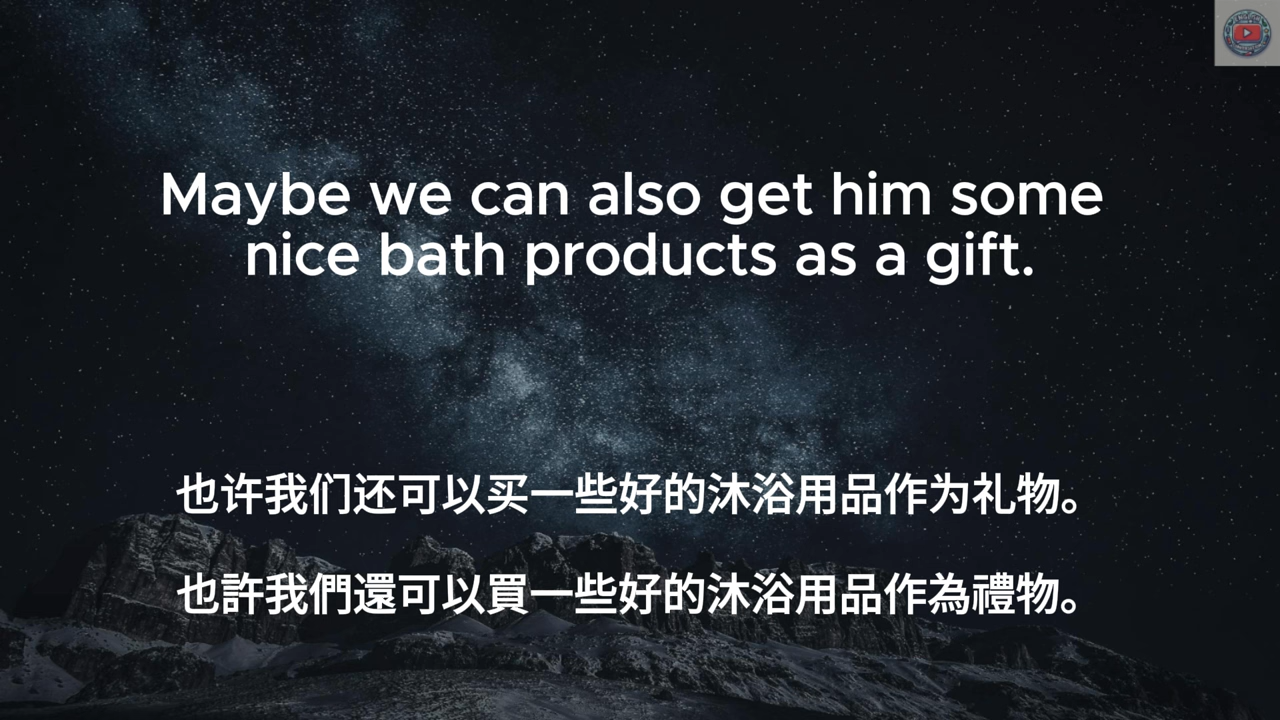 Maybe we can also get him some
nice bath products as a gift.
也许我们还可以买一些好的沐浴用品作为礼物。
也許我們還可以買一些好的沐浴用品作為禮物。